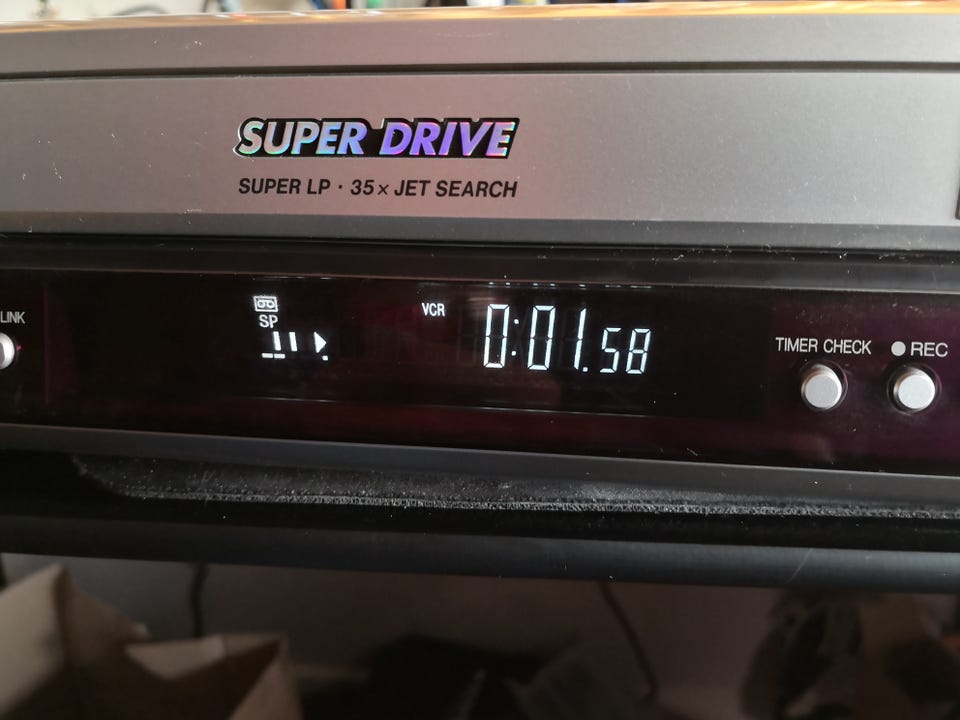 SUPER DRIVE
SUPER LP · 35× JET SEARCH
LINK
SP
VCR
0:01.58
TIMER CHECK
REC